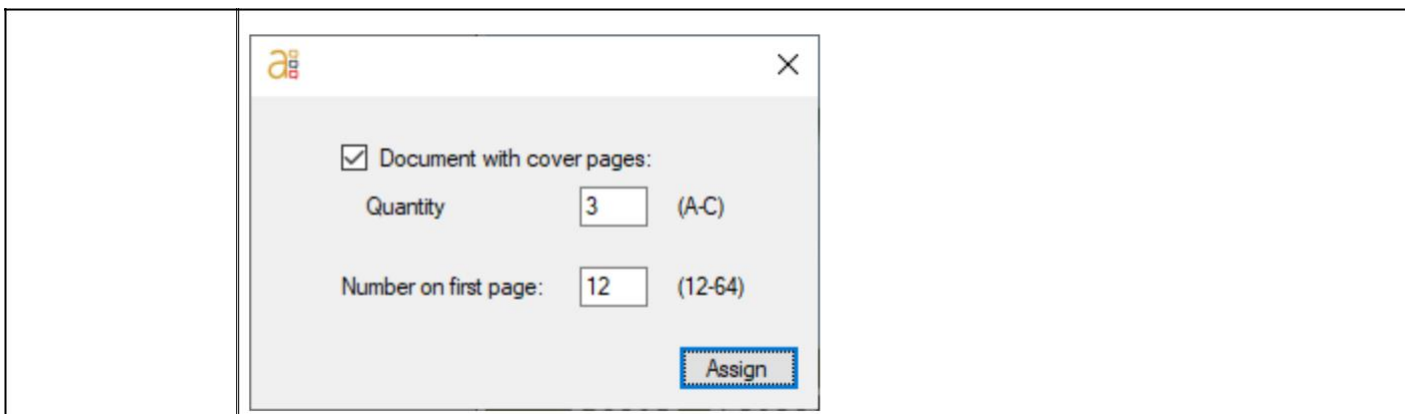 a
Document with cover pages:
Quantity 3 (A-C)
Number on first page: 12 (12-64)
Assign